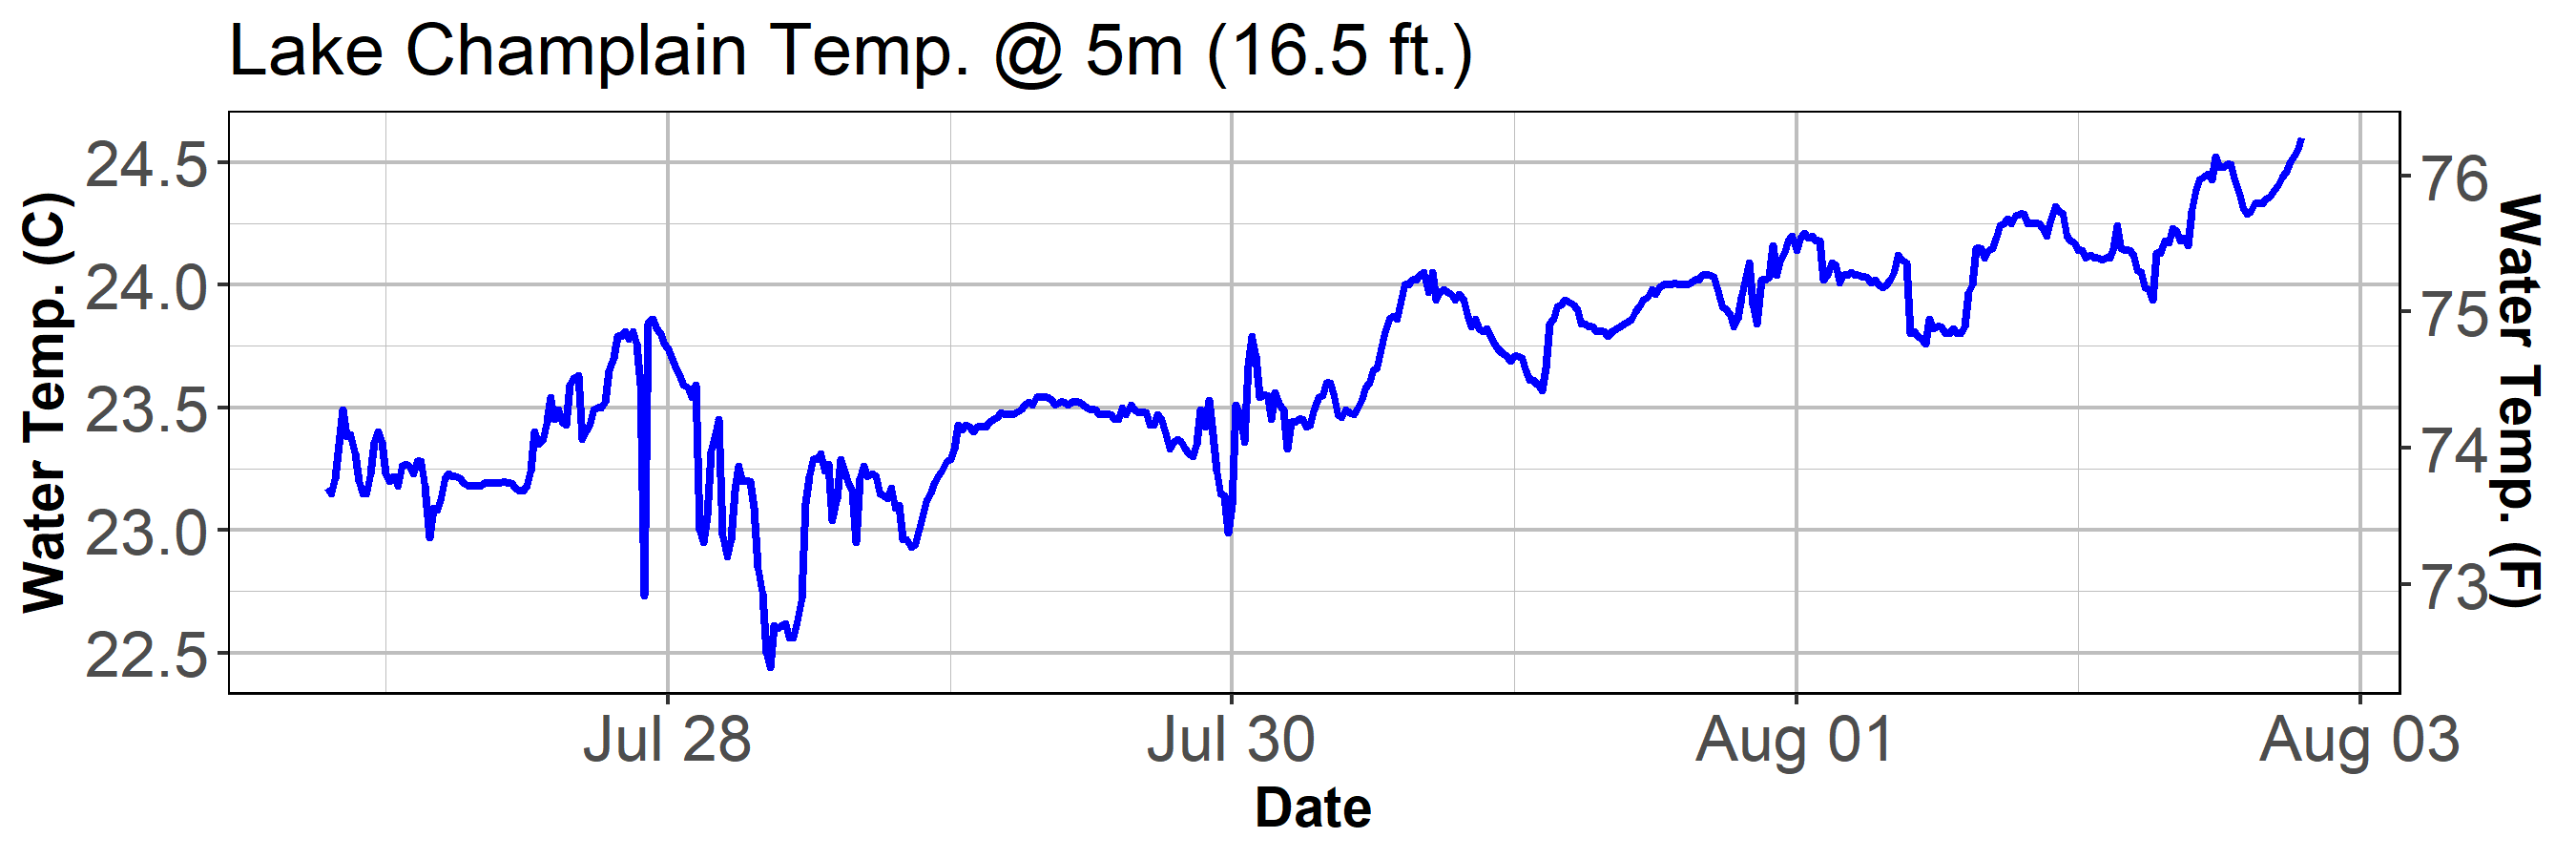 Lake Champlain Temp. @ 5m (16.5 ft.)
Water Temp. (C)
24.5
24.0
23.5
23.0
22.5
76
75
74
73
Water Temp. (F)
Jul 28 Jul 30 Aug 01 Aug 03
Date